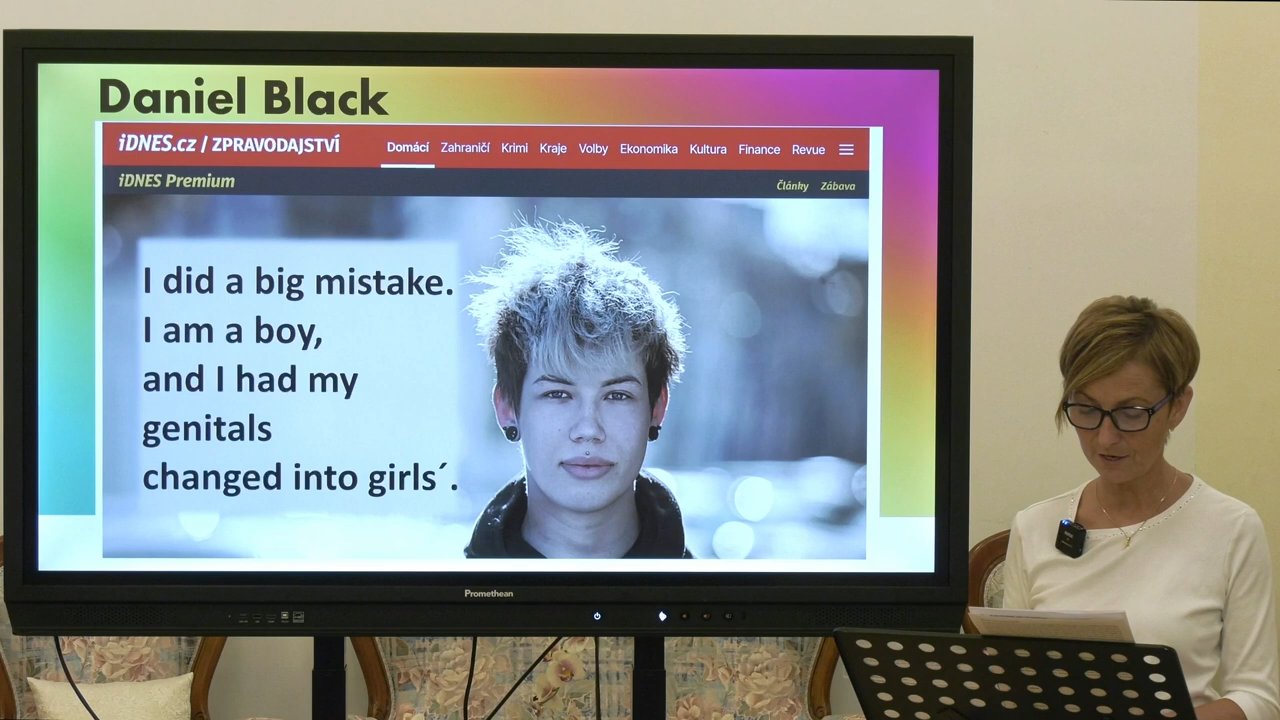 Daniel Black
iDNES.cz / ZPRAVODAJSTVÍ Domácí Zahraničí Krimi Kraje Volby Ekonomika Kultura Finance Revue
iDNES Premium Články Zábava
I did a big mistake.
I am a boy,
and I had my
genitals
changed into girls´.
Promethean